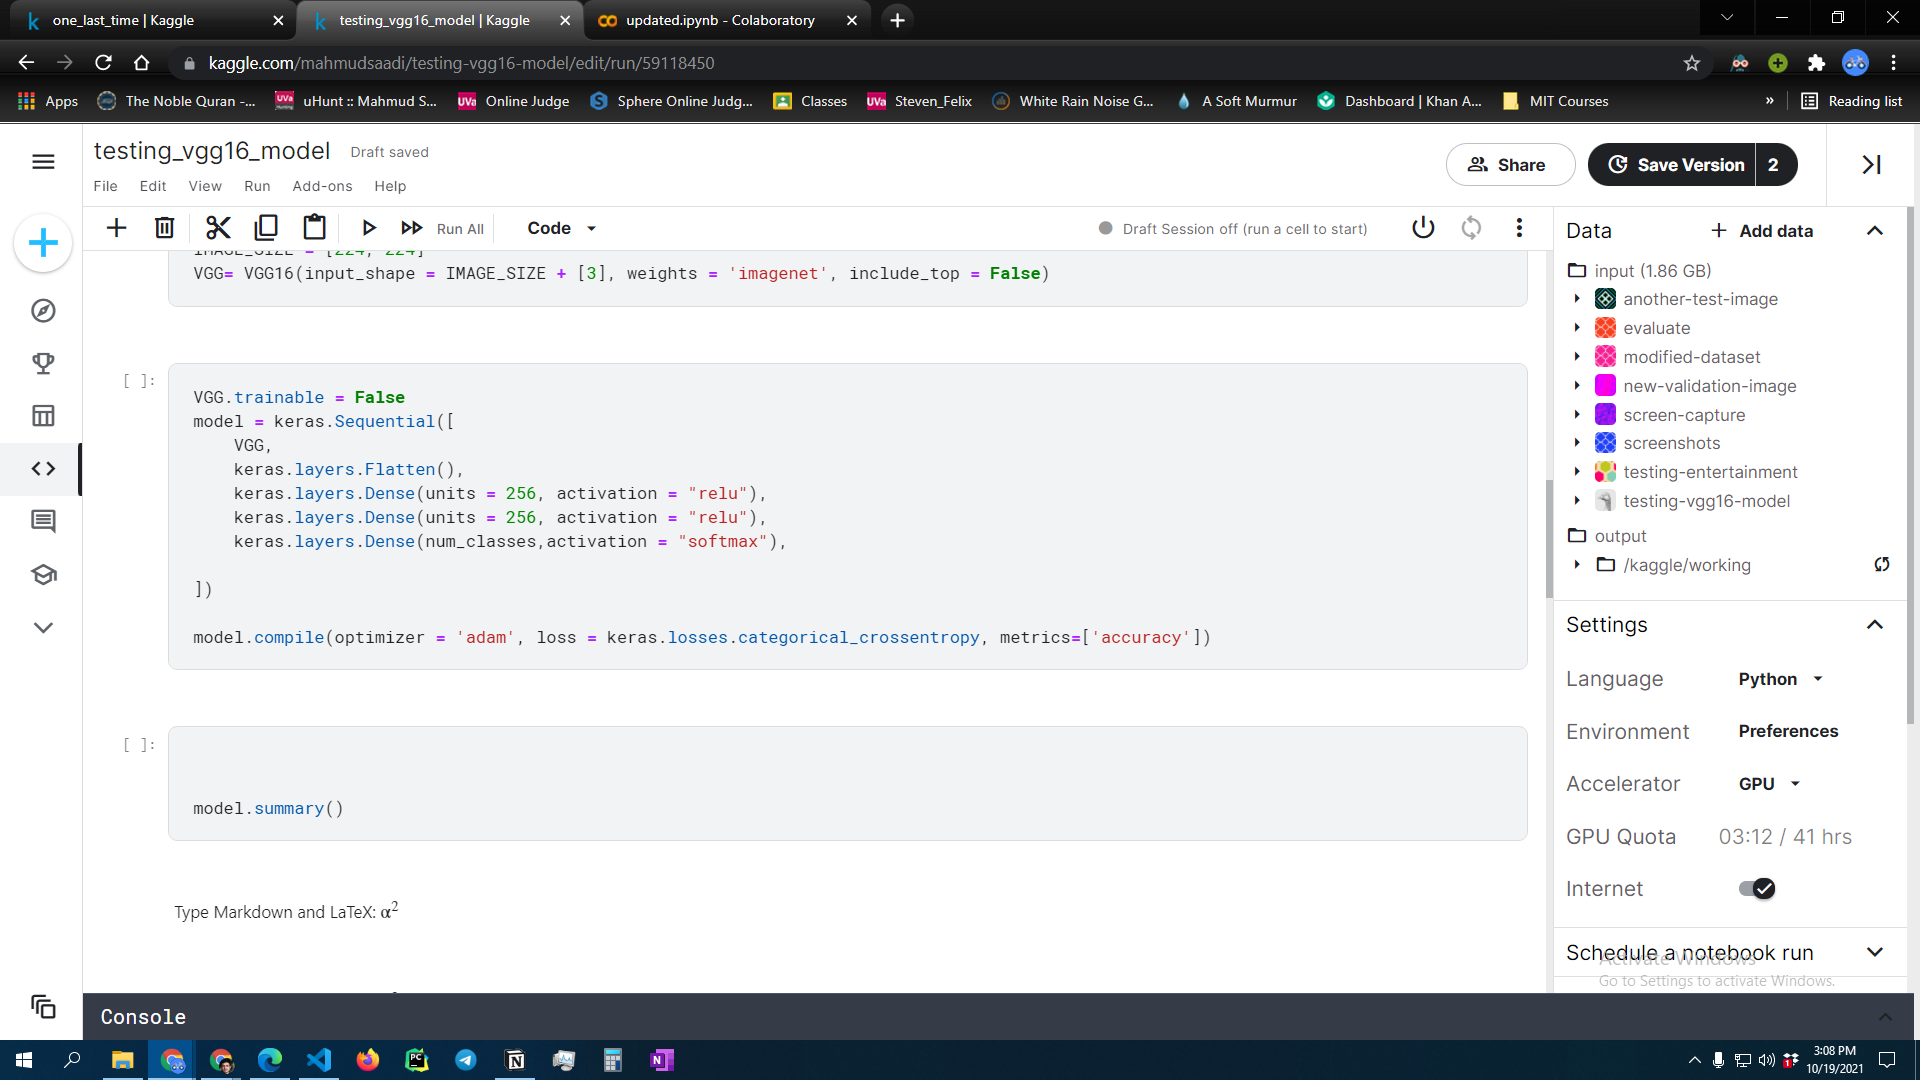 one_last_time | Kaggle
testing_vgg16_model | Kaggle
updated.ipynb - Colaboratory
kaggle.com/mahmudsaadi/testing-vgg16-model/edit/run/59118450
Apps
The Noble Quran -...
uHunt :: Mahmud S...
Online Judge
Sphere Online Judg...
Classes
Steven_Felix
White Rain Noise G...
A Soft Murmur
Dashboard | Khan A...
MIT Courses
»
Reading list
testing_vgg16_model
Draft saved
File Edit View Run Add-ons Help
Share
Save Version 2
Run All
Code
Draft Session off (run a cell to start)
IMAGE_SIZE = [224, 224]
VGG= VGG16(input_shape = IMAGE_SIZE + [3], weights = 'imagenet', include_top = False)
[ ]:
VGG.trainable = False
model = keras.Sequential([
    VGG,
    keras.layers.Flatten(),
    keras.layers.Dense(units = 256, activation = "relu"),
    keras.layers.Dense(units = 256, activation = "relu"),
    keras.layers.Dense(num_classes,activation = "softmax"),
])
model.compile(optimizer = 'adam', loss = keras.losses.categorical_crossentropy, metrics=['accuracy'])
[ ]:
model.summary()
Type Markdown and LaTeX: α²
Data
Add data
input (1.86 GB)
another-test-image
evaluate
modified-dataset
new-validation-image
screen-capture
screenshots
testing-entertainment
testing-vgg16-model
output
/kaggle/working
Settings
Language Python
Environment Preferences
Accelerator GPU
GPU Quota 03:12 / 41 hrs
Internet
Schedule a notebook run
Activate Windows
Go to Settings to activate Windows.
Console
3:08 PM
10/19/2021